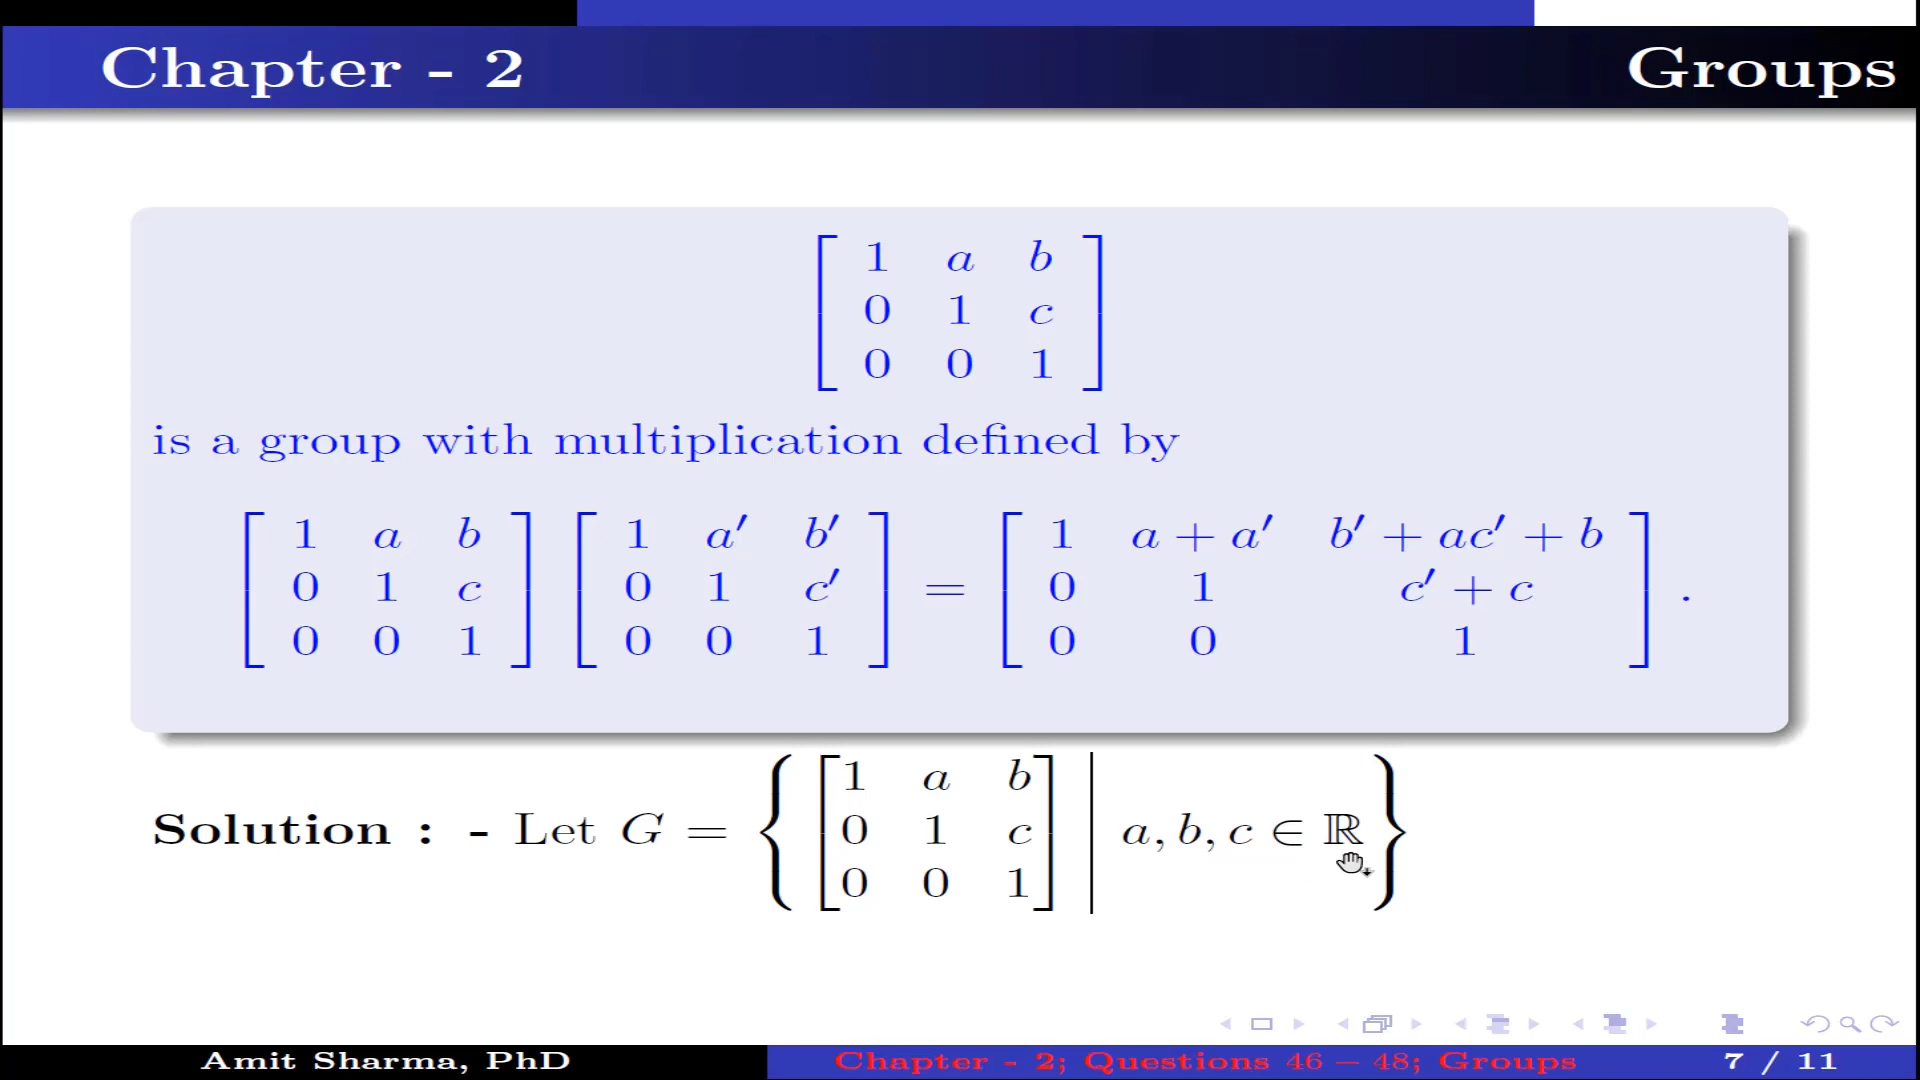 Chapter - 2 Groups
1 a b
0 1 c
0 0 1
is a group with multiplication defined by
[1 a b; 0 1 c; 0 0 1] [1 a′ b′; 0 1 c′; 0 0 1] = [1 a + a′ b′ + ac′ + b; 0 1 c′ + c; 0 0 1].
Solution : - Let G = { [1 a b; 0 1 c; 0 0 1] | a, b, c ∈ ℝ }
Amit Sharma, PhD Chapter - 2; Questions 46 − 48; Groups 7 / 11